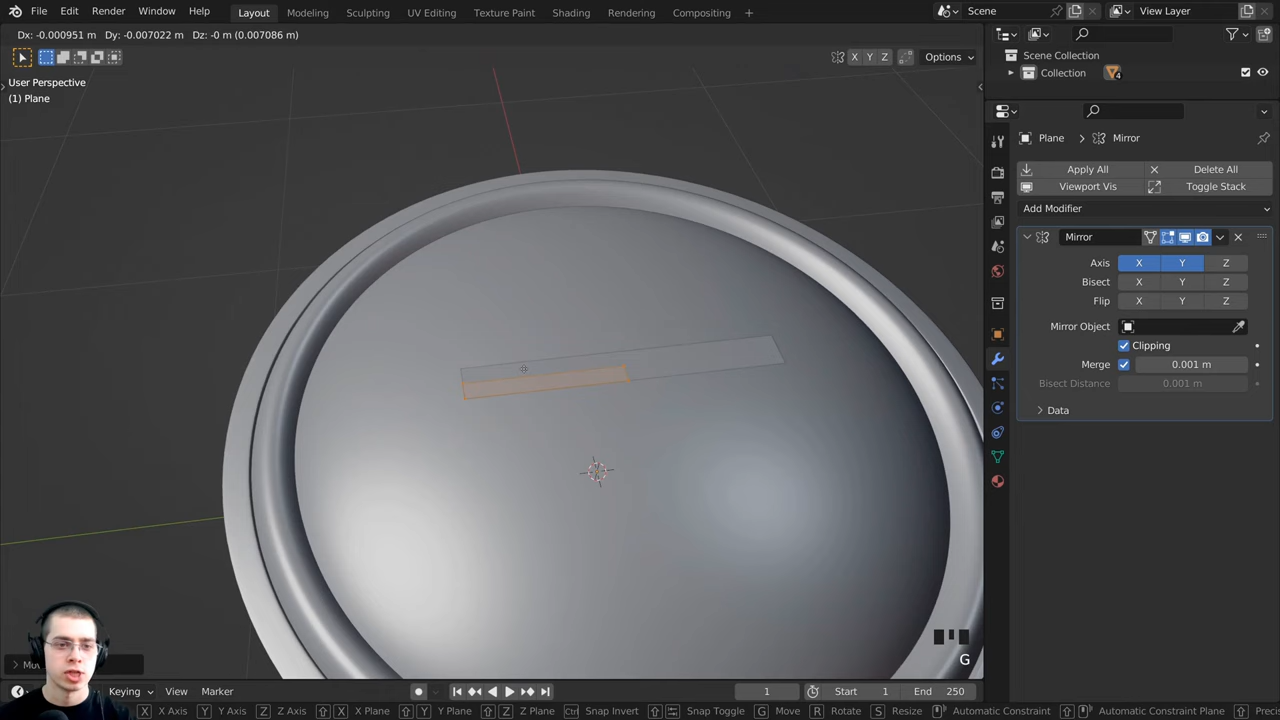 File Edit Render Window Help Layout Modeling Sculpting UV Editing Texture Paint Shading Rendering Compositing + Scene View Layer
Dx: -0.000951 m Dy: -0.007022 m Dz: -0 m (0.007086 m)
X Y Z Options
User Perspective
(1) Plane
Scene Collection
Collection 4
Plane > Mirror
Apply All Delete All
Viewport Vis Toggle Stack
Add Modifier
Mirror
Axis X Y Z
Bisect X Y Z
Flip X Y Z
Mirror Object
Clipping
Merge 0.001 m
Bisect Distance 0.001 m
Data
G
Keying View Marker 1 Start 1 End 250
X X Axis Y Y Axis Z Z Axis X X Plane Y Y Plane Z Z Plane Ctrl Snap Invert Snap Toggle G Move R Rotate S Resize Automatic Constraint Automatic Constraint Plane